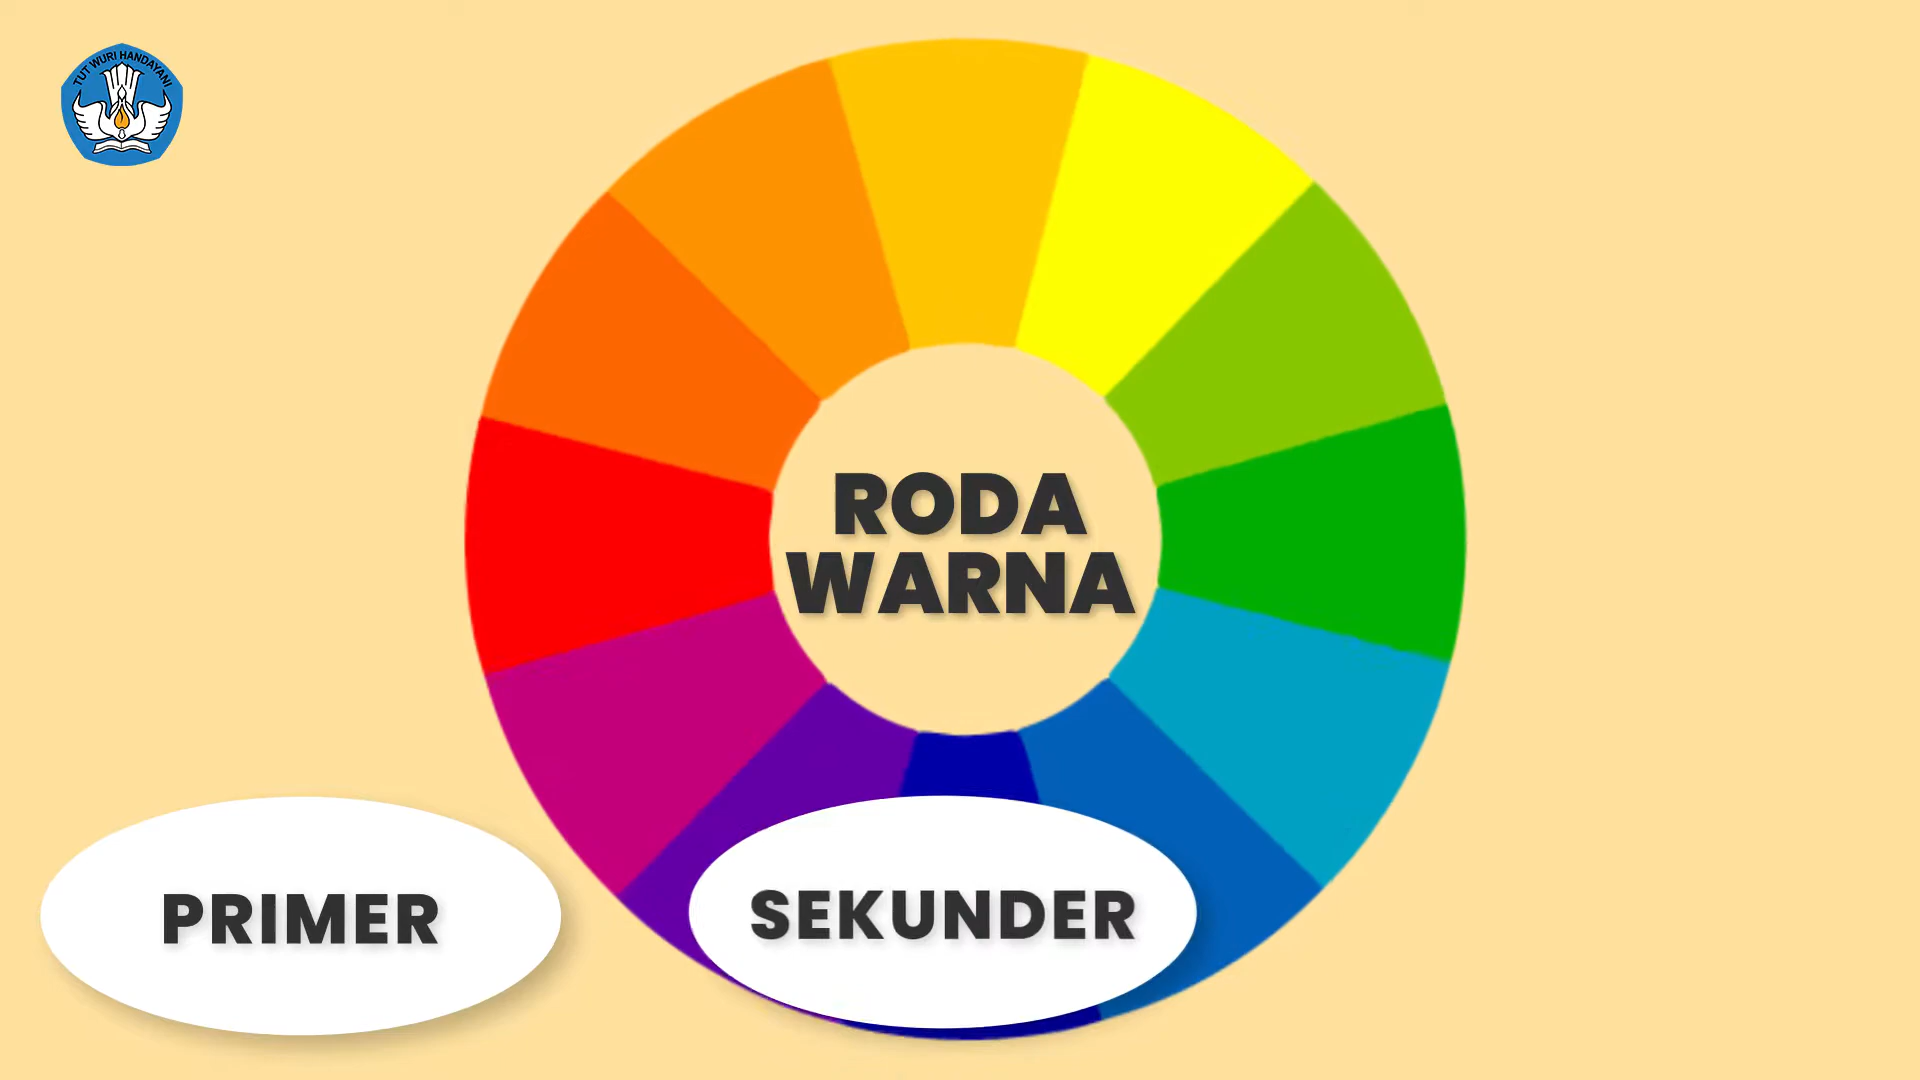 TUT WURI HANDAYANI
RODA
WARNA
PRIMER
SEKUNDER